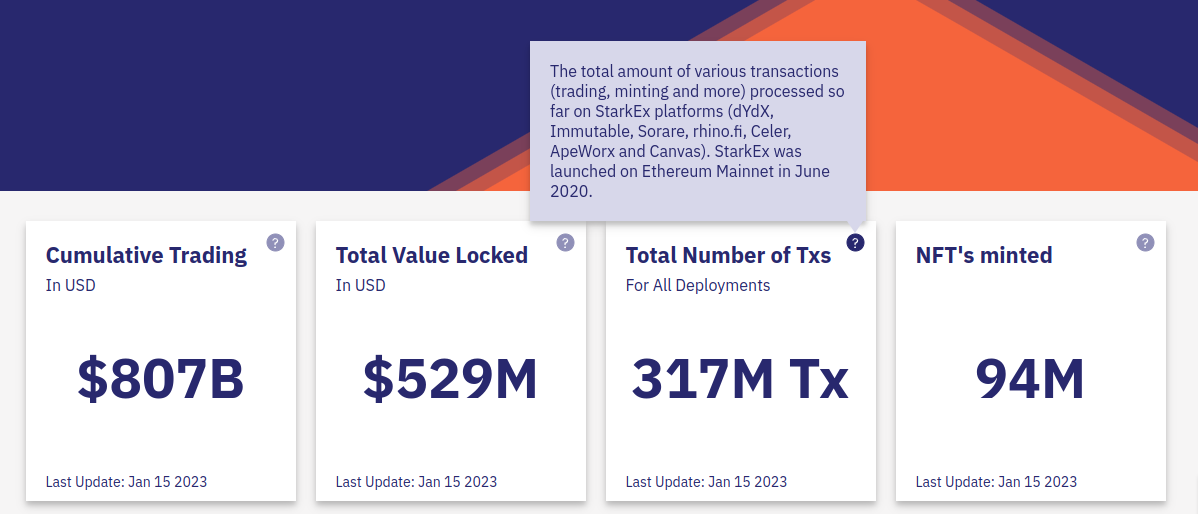 The total amount of various transactions
(trading, minting and more) processed so
far on StarkEx platforms (dYdX,
Immutable, Sorare, rhino.fi, Celer,
ApeWorx and Canvas). StarkEx was
launched on Ethereum Mainnet in June
2020.
Cumulative Trading ?
In USD
$807B
Last Update: Jan 15 2023
Total Value Locked ?
In USD
$529M
Last Update: Jan 15 2023
Total Number of Txs ?
For All Deployments
317M Tx
Last Update: Jan 15 2023
NFT's minted ?
94M
Last Update: Jan 15 2023